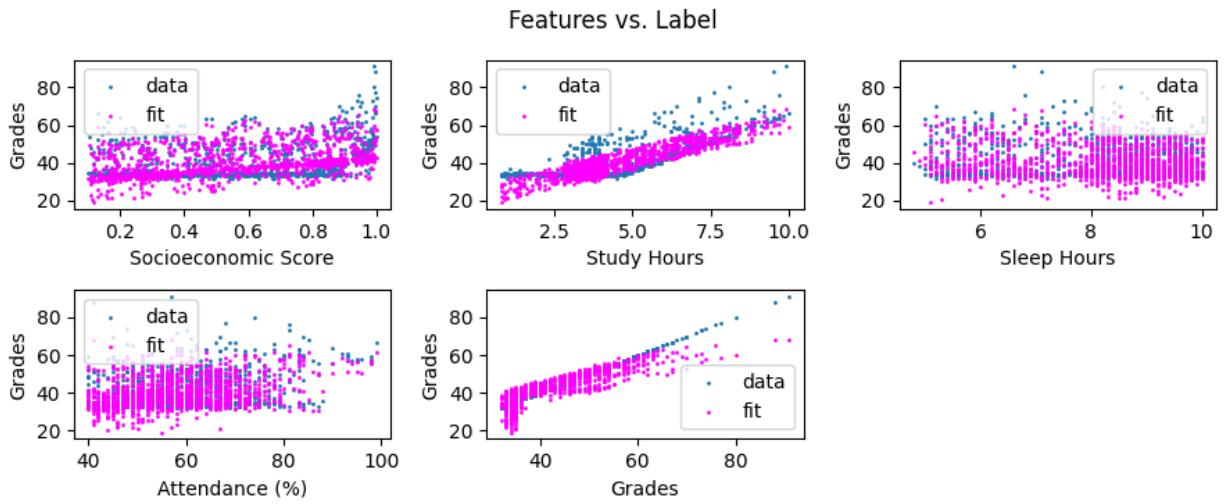 Features vs. Label
Grades
80
60
40
20
data
fit
0.2 0.4 0.6 0.8 1.0
Socioeconomic Score
Grades
80
60
40
20
data
fit
2.5 5.0 7.5 10.0
Study Hours
Grades
80
60
40
20
data
fit
6 8 10
Sleep Hours
Grades
80
60
40
20
data
fit
40 60 80 100
Attendance (%)
Grades
80
60
40
20
data
fit
40 60 80
Grades